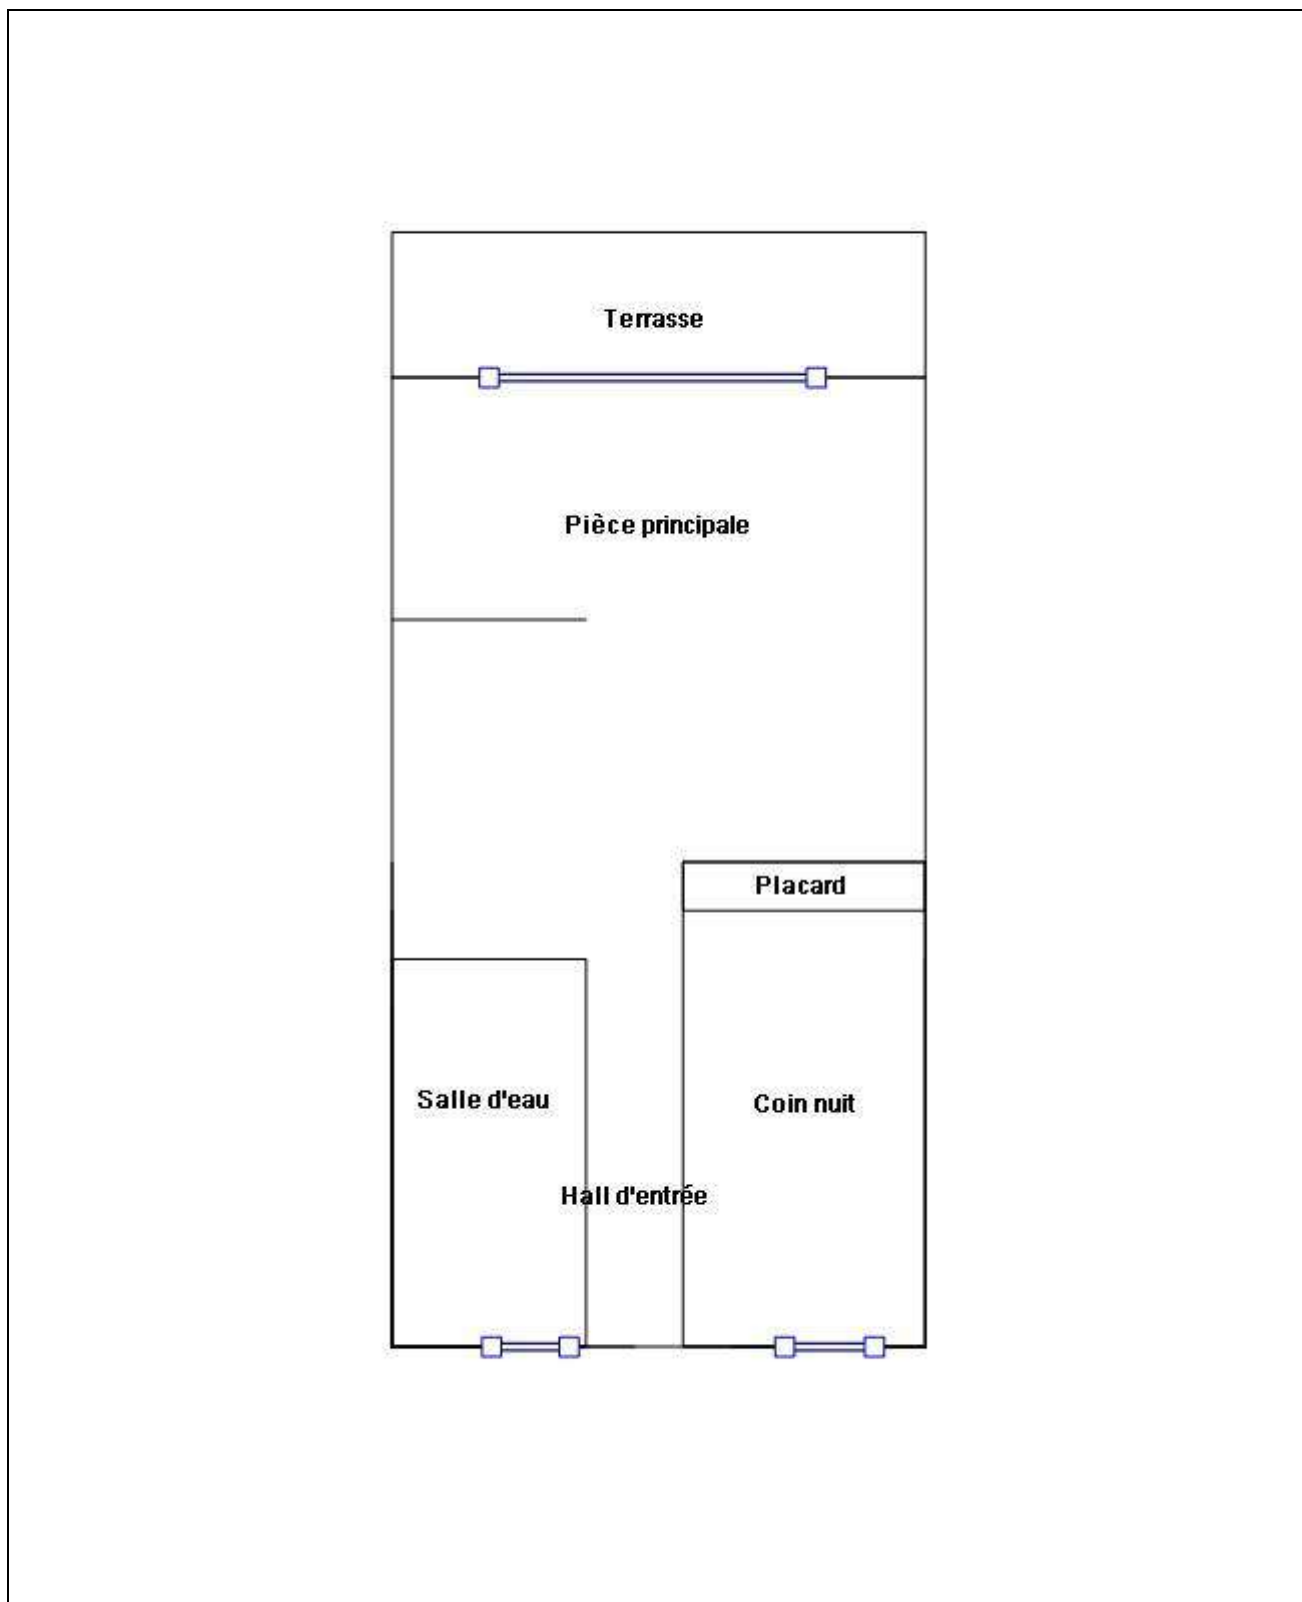 Terrasse
Pièce principale
Placard
Salle d'eau
Coin nuit
Hall d'entrée